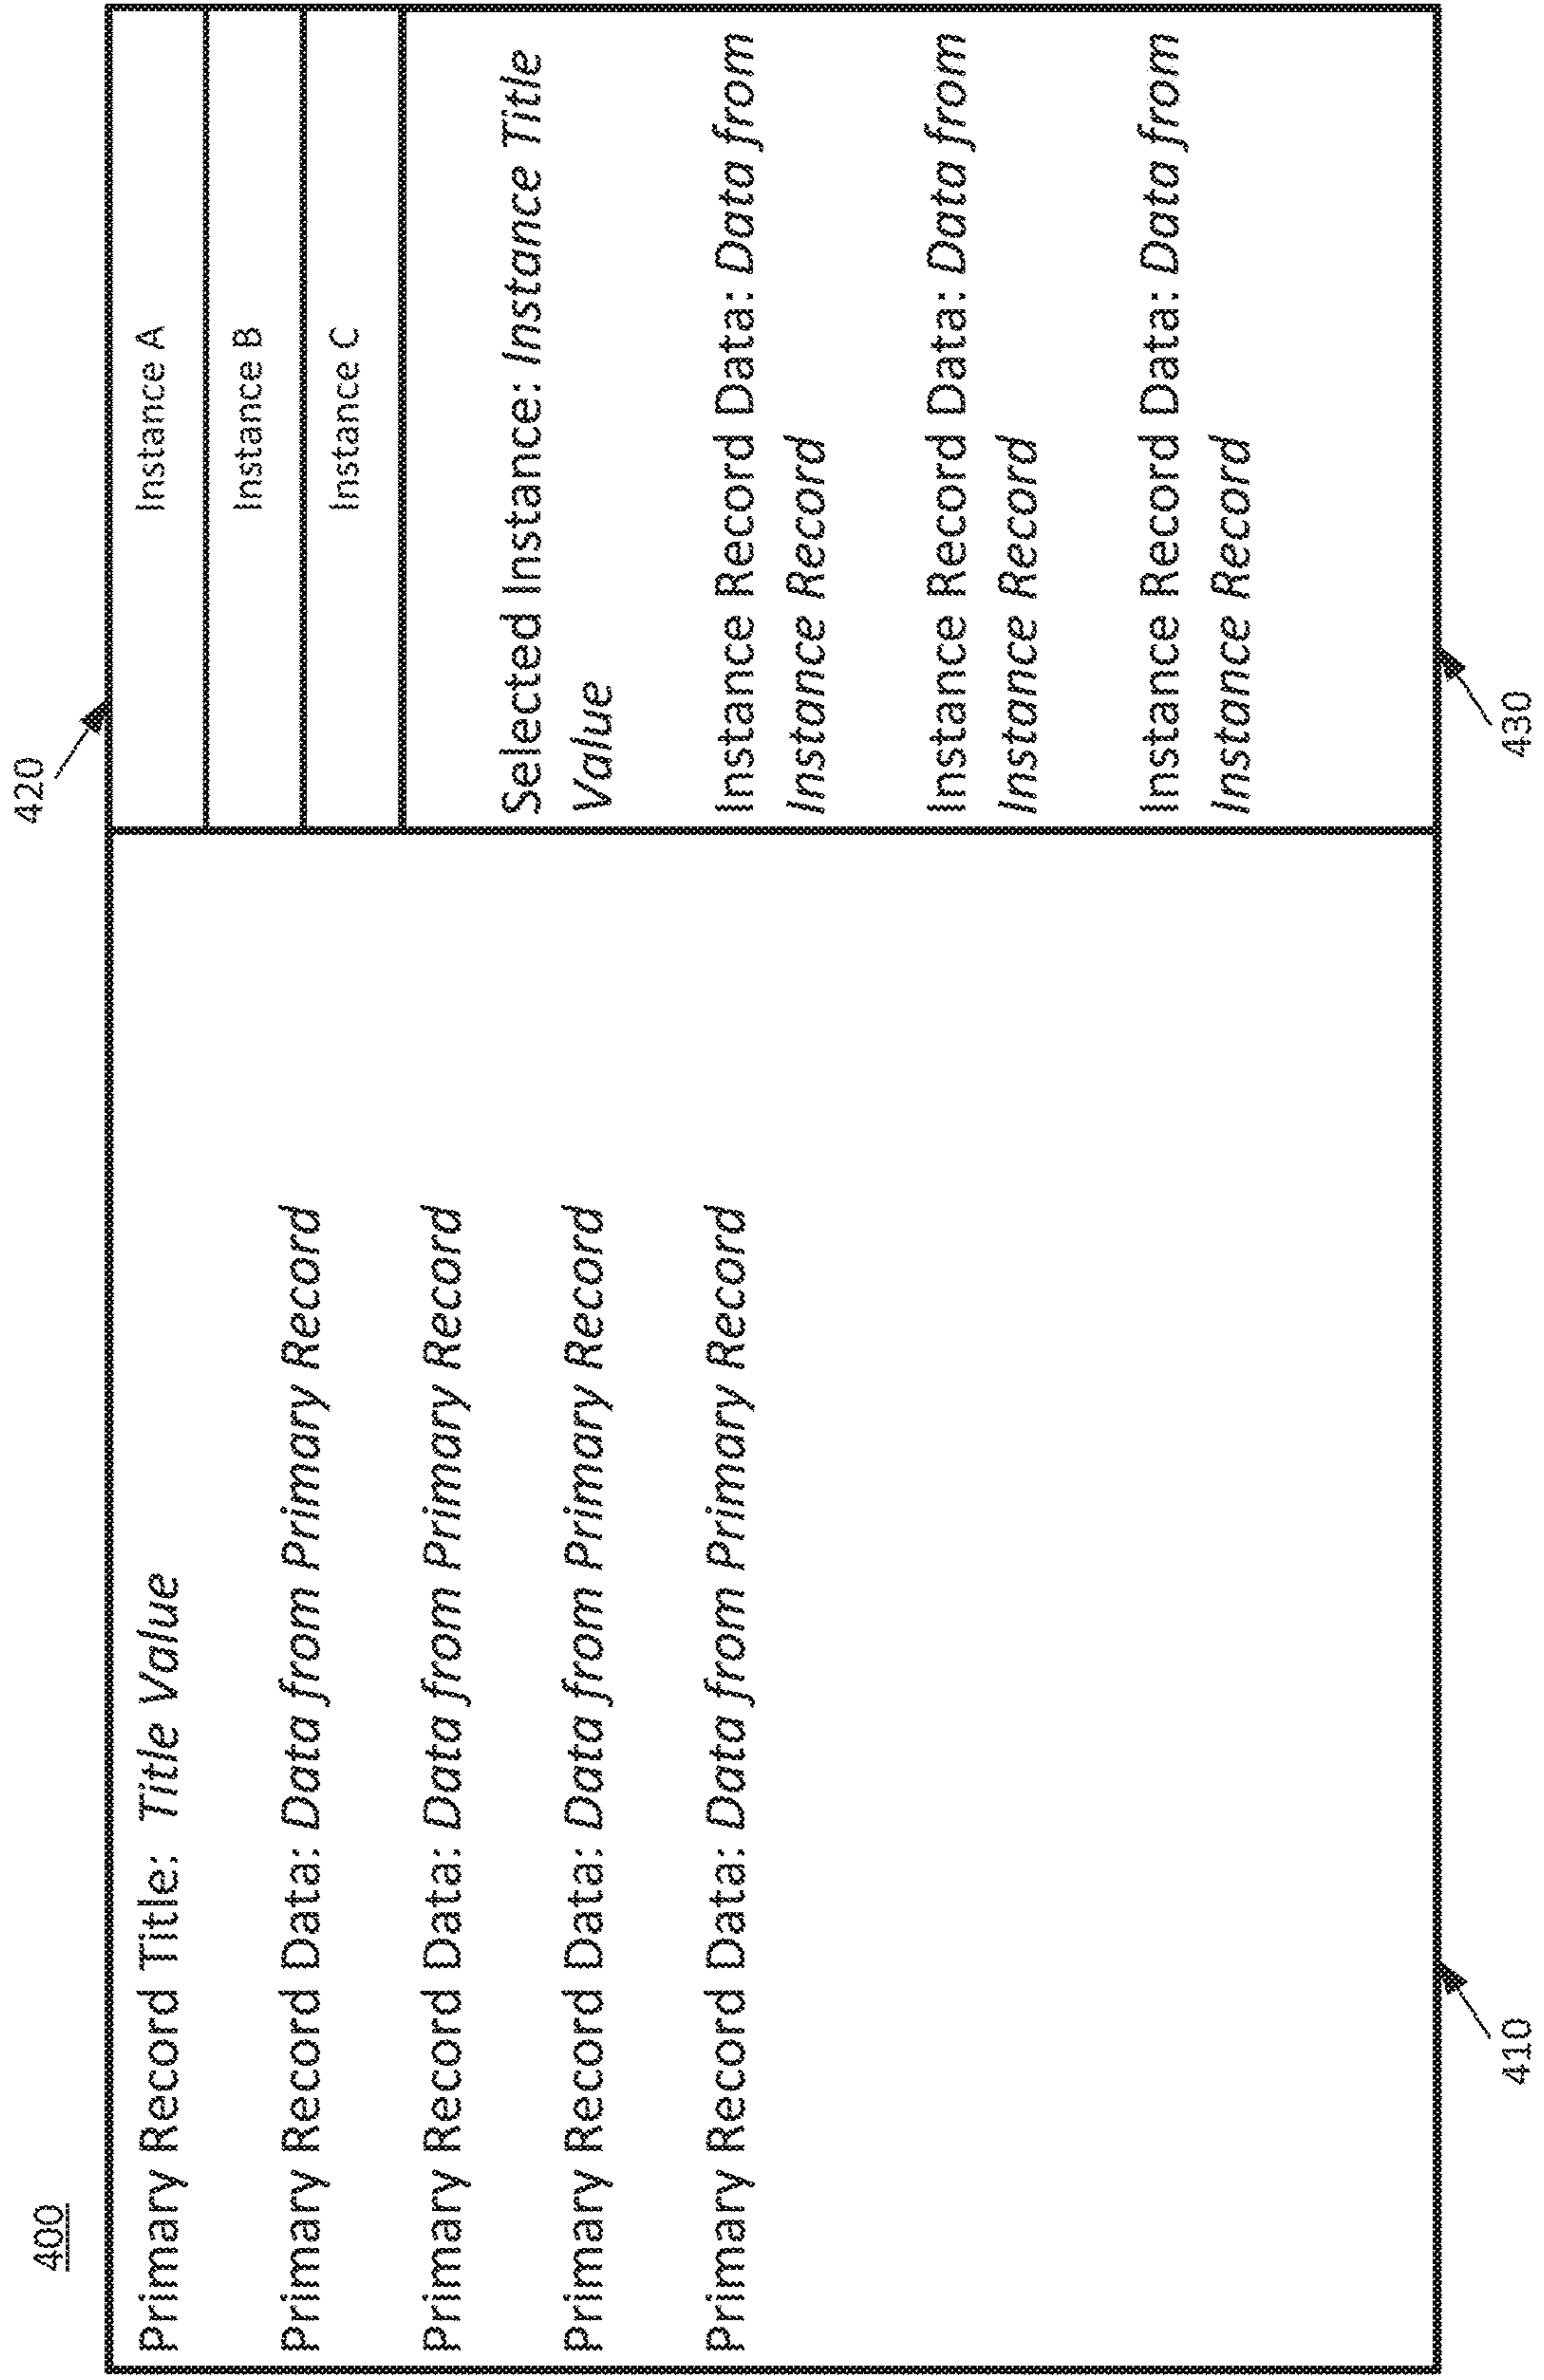 400
420
Primary Record Title: Title Value
Primary Record Data: Data from Primary Record
Primary Record Data: Data from Primary Record
Primary Record Data: Data from Primary Record
Primary Record Data: Data from Primary Record
Instance A
Instance B
Instance C
Selected Instance: Instance Title
Value
Instance Record Data: Data from
Instance Record
Instance Record Data: Data from
Instance Record
Instance Record Data: Data from
Instance Record
410
430